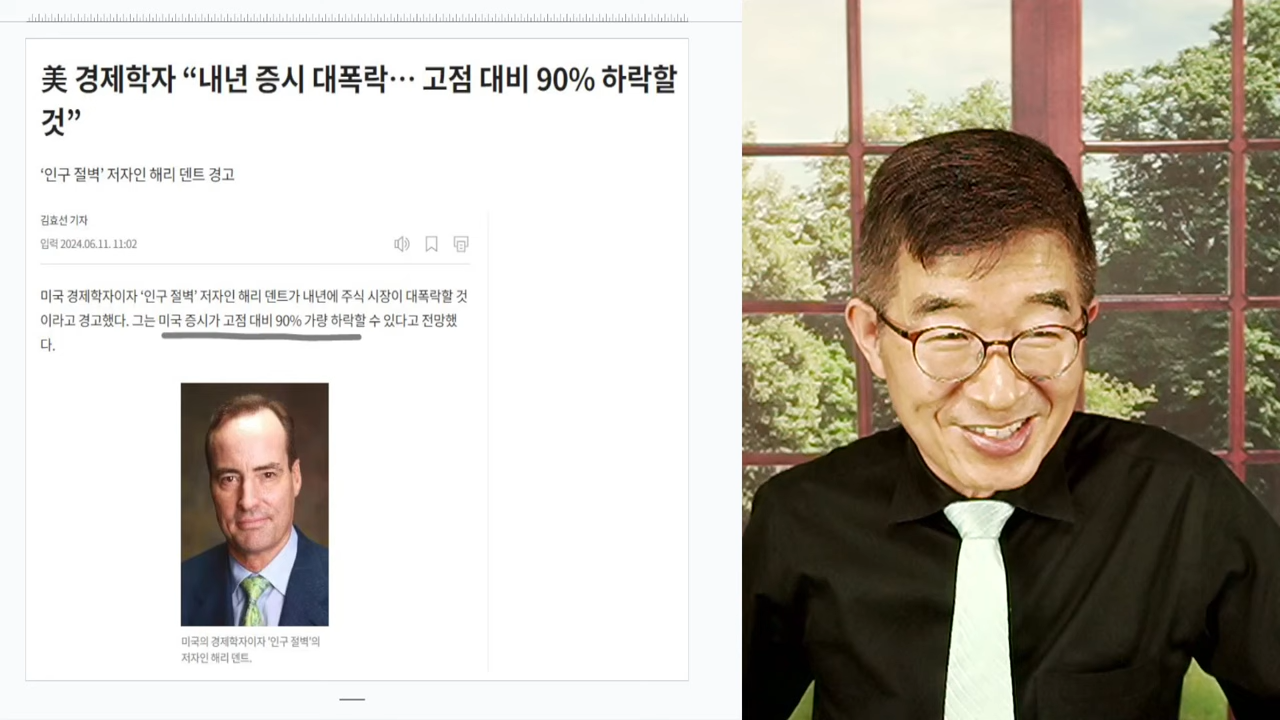 美 경제학자 “내년 증시 대폭락… 고점 대비 90% 하락할
것”
‘인구 절벽’ 저자인 해리 덴트 경고
김효선 기자
입력 2024.06.11. 11:02
미국 경제학자이자 ‘인구 절벽’ 저자인 해리 덴트가 내년에 주식 시장이 대폭락할 것
이라고 경고했다. 그는 미국 증시가 고점 대비 90% 가량 하락할 수 있다고 전망했
다.
미국의 경제학자이자 ‘인구 절벽’의
저자인 해리 덴트.